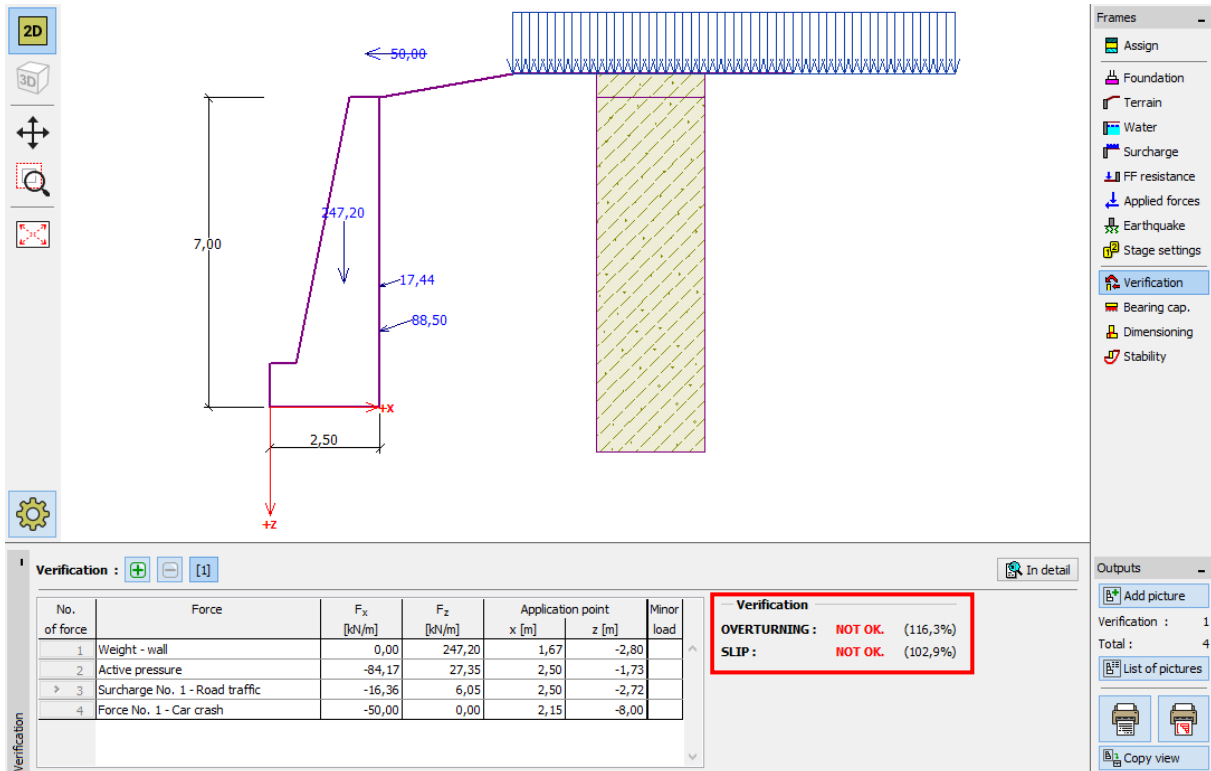 2D
3D
50,00
247,20
7,00
17,44
88,50
+x
2,50
+z
Frames
Assign
Foundation
Terrain
Water
Surcharge
FF resistance
Applied forces
Earthquake
Stage settings
Verification
Bearing cap.
Dimensioning
Stability
Verification
Verification : [1]
In detail
No. Force Fx Fz Application point Minor
of force [kN/m] [kN/m] x [m] z [m] load
1 Weight - wall 0,00 247,20 1,67 -2,80
2 Active pressure -84,17 27,35 2,50 -1,73
> 3 Surcharge No. 1 - Road traffic -16,36 6,05 2,50 -2,72
4 Force No. 1 - Car crash -50,00 0,00 2,15 -8,00
Verification
OVERTURNING : NOT OK. (116,3%)
SLIP : NOT OK. (102,9%)
Outputs
Add picture
Verification : 1
Total : 4
List of pictures
Copy view